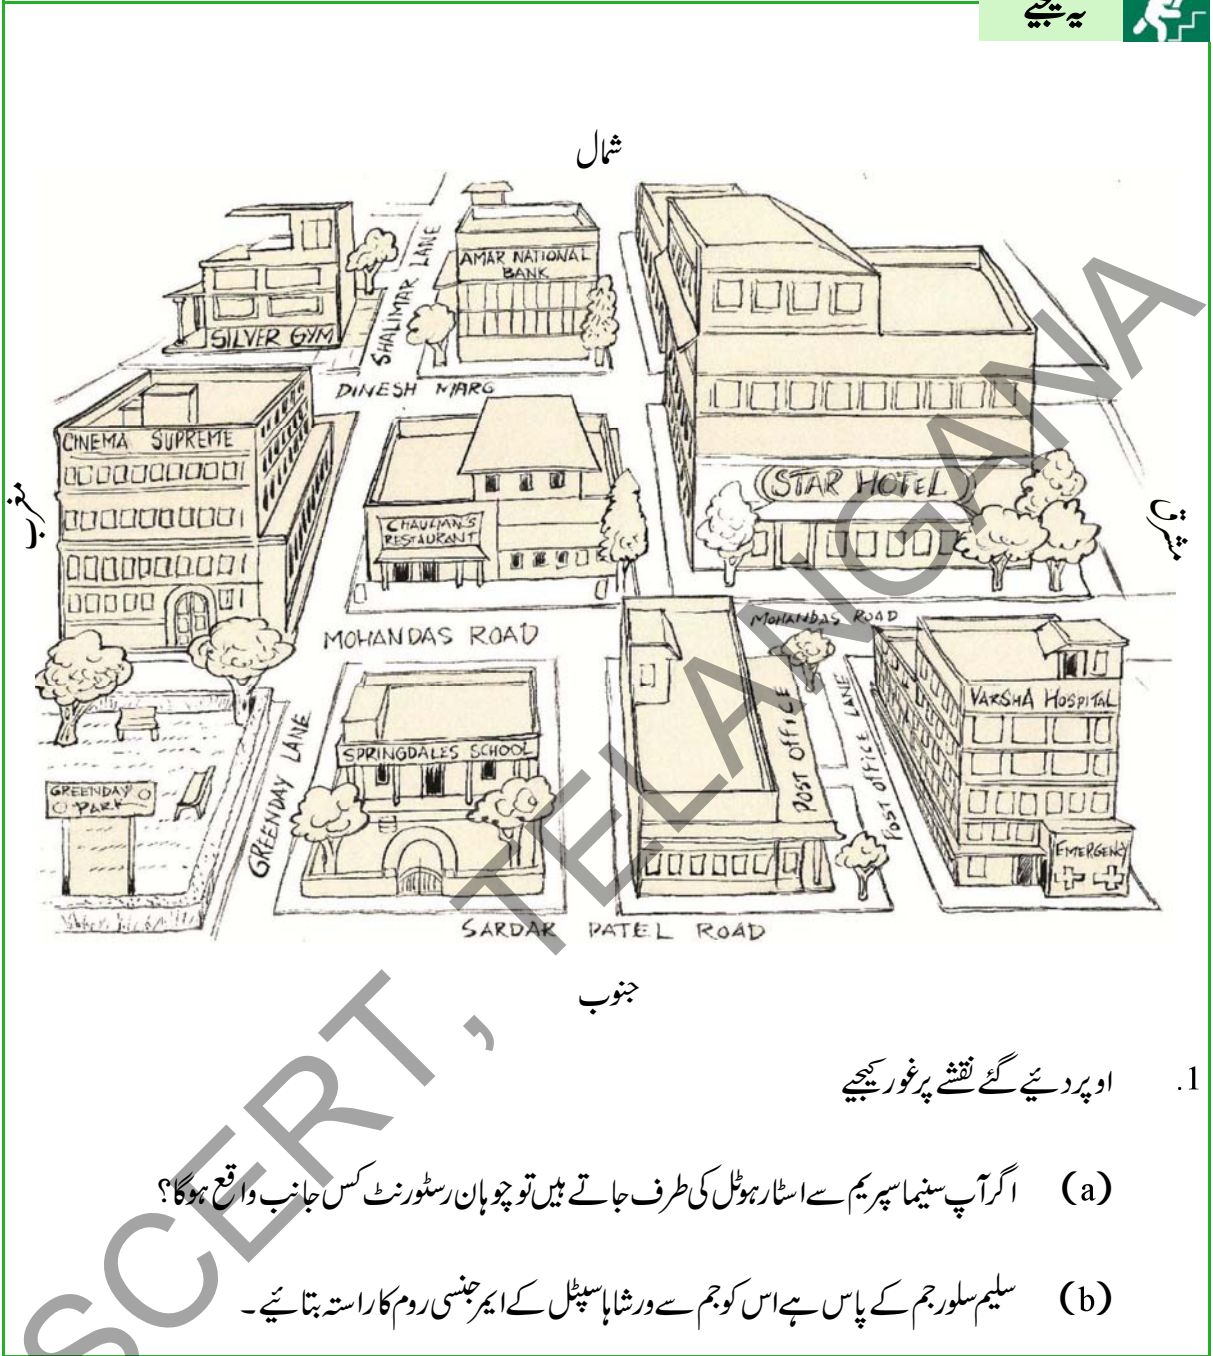 یہ کیجیے
شمال
SHALIMAR LANE
AMAR NATIONAL
BANK
SILVER GYM
DINESH MARG
CINEMA SUPREME
STAR HOTEL
CHAUHAN'S
RESTAURANT
مغرب
مشرق
MOHANDAS ROAD
MOHANDAS ROAD
VARSHA HOSPITAL
SPRINGDALES SCHOOL
POST OFFICE
POST OFFICE LANE
GREENDAY
PARK
GREENDAY LANE
EMERGENCY
SARDAR PATEL ROAD
جنوب
1. اوپر دئیے گئے نقشے پر غور کیجیے
(a) اگر آپ سنیما سپریم سے اسٹار ہوٹل کی طرف جاتے ہیں تو چوہان رسٹورنٹ کس جانب واقع ہوگا؟
(b) سلیم سلور جم کے پاس ہے اس کو جم سے ورشا ہاسپٹل کے ایمرجنسی روم کا راستہ بتائیے۔
SCERT, TELANGANA